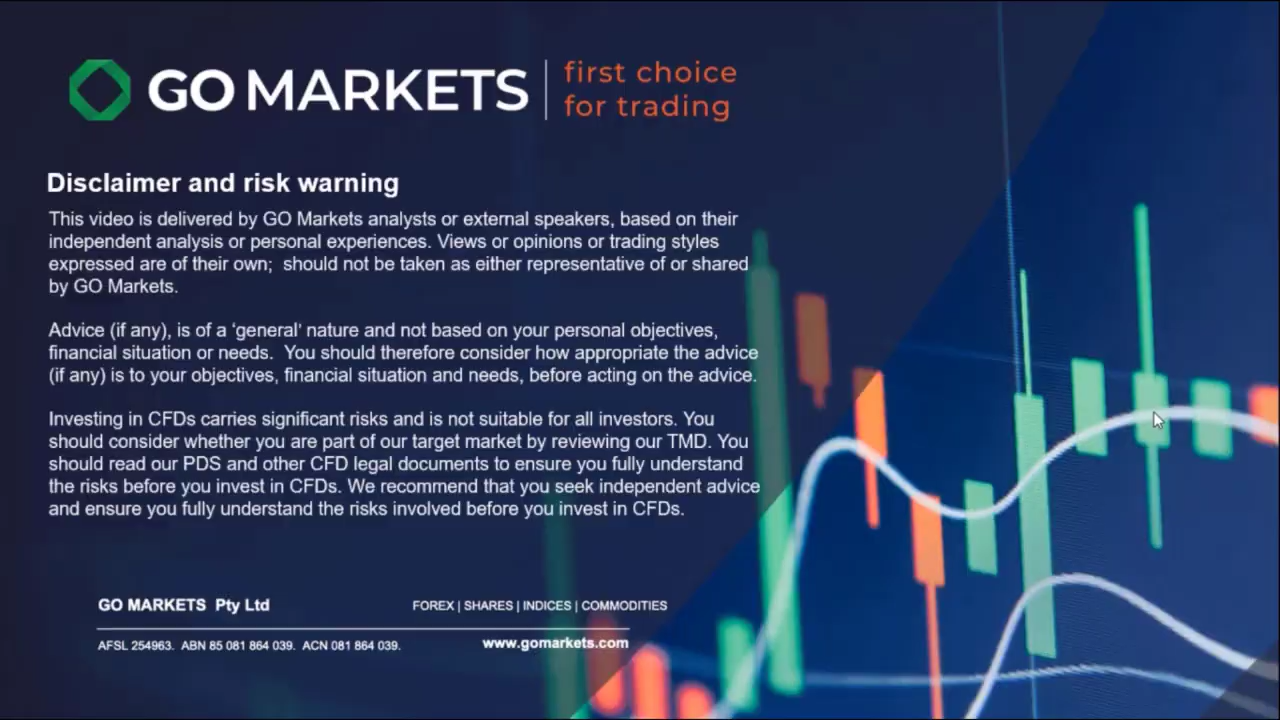 GO MARKETS
first choice
for trading
Disclaimer and risk warning
This video is delivered by GO Markets analysts or external speakers, based on their
independent analysis or personal experiences. Views or opinions or trading styles
expressed are of their own;  should not be taken as either representative of or shared
by GO Markets.
Advice (if any), is of a ‘general’ nature and not based on your personal objectives,
financial situation or needs.  You should therefore consider how appropriate the advice
(if any) is to your objectives, financial situation and needs, before acting on the advice.
Investing in CFDs carries significant risks and is not suitable for all investors. You
should consider whether you are part of our target market by reviewing our TMD. You
should read our PDS and other CFD legal documents to ensure you fully understand
the risks before you invest in CFDs. We recommend that you seek independent advice
and ensure you fully understand the risks involved before you invest in CFDs.
GO MARKETS  Pty Ltd
FOREX | SHARES | INDICES | COMMODITIES
AFSL 254963.  ABN 85 081 864 039.  ACN 081 864 039.
www.gomarkets.com